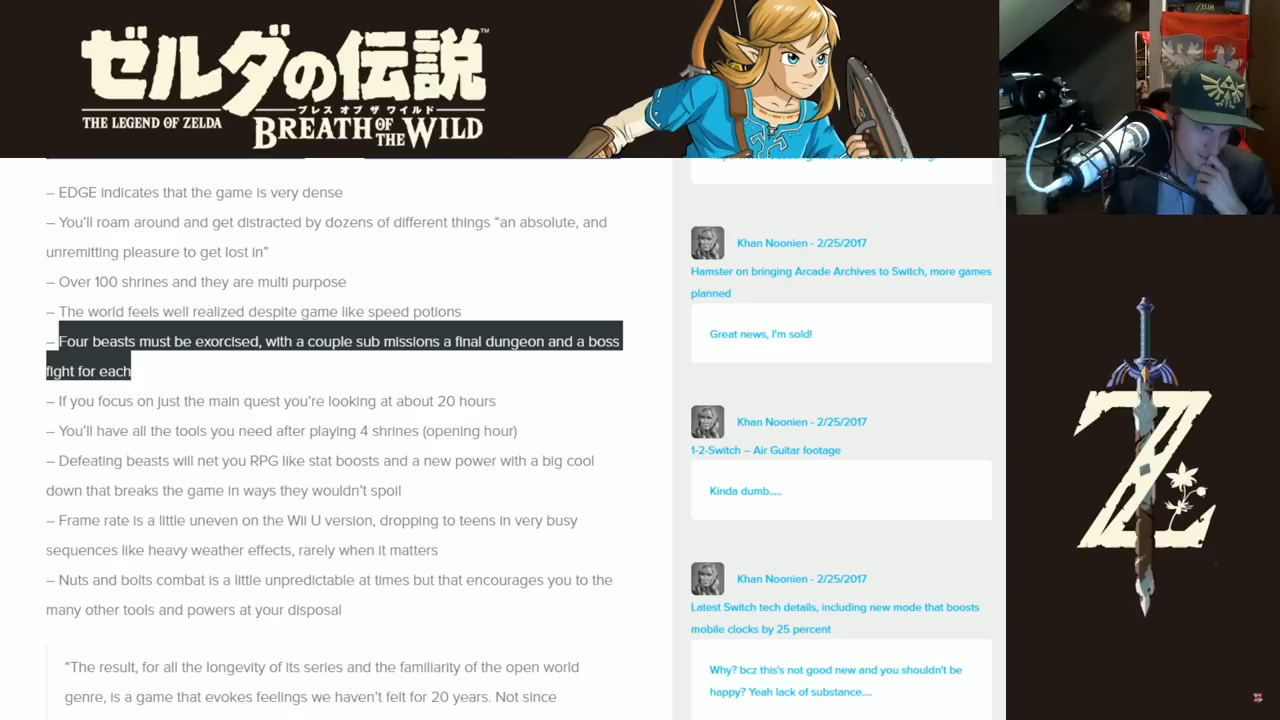 ゼルダの伝説™
ブレス オブ ザ ワイルド
THE LEGEND OF ZELDA
BREATH OF THE WILD
– EDGE indicates that the game is very dense
– You'll roam around and get distracted by dozens of different things “an absolute, and
unremitting pleasure to get lost in”
– Over 100 shrines and they are multi purpose
– The world feels well realized despite game like speed potions
– Four beasts must be exorcised, with a couple sub missions a final dungeon and a boss
fight for each
– If you focus on just the main quest you're looking at about 20 hours
– You'll have all the tools you need after playing 4 shrines (opening hour)
– Defeating beasts will net you RPG like stat boosts and a new power with a big cool
down that breaks the game in ways they wouldn't spoil
– Frame rate is a little uneven on the Wii U version, dropping to teens in very busy
sequences like heavy weather effects, rarely when it matters
– Nuts and bolts combat is a little unpredictable at times but that encourages you to the
many other tools and powers at your disposal
“The result, for all the longevity of its series and the familiarity of the open world
genre, is a game that evokes feelings we haven't felt for 20 years. Not since
Khan Noonien - 2/25/2017
Hamster on bringing Arcade Archives to Switch, more games
planned
Great news, I'm sold!
Khan Noonien - 2/25/2017
1-2-Switch – Air Guitar footage
Kinda dumb.....
Khan Noonien - 2/25/2017
Latest Switch tech details, including new mode that boosts
mobile clocks by 25 percent
Why? bcz this's not good new and you shouldn't be
happy? Yeah lack of substance....
Z